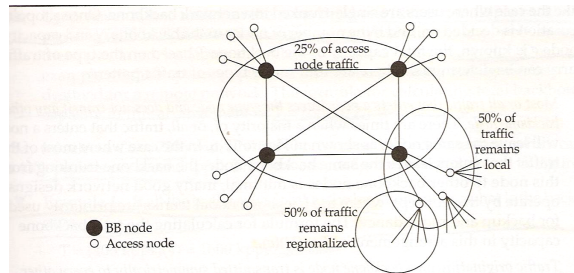 25% of access
node traffic
50% of
traffic
remains
local
50% of traffic
remains
regionalized
BB node
Access node